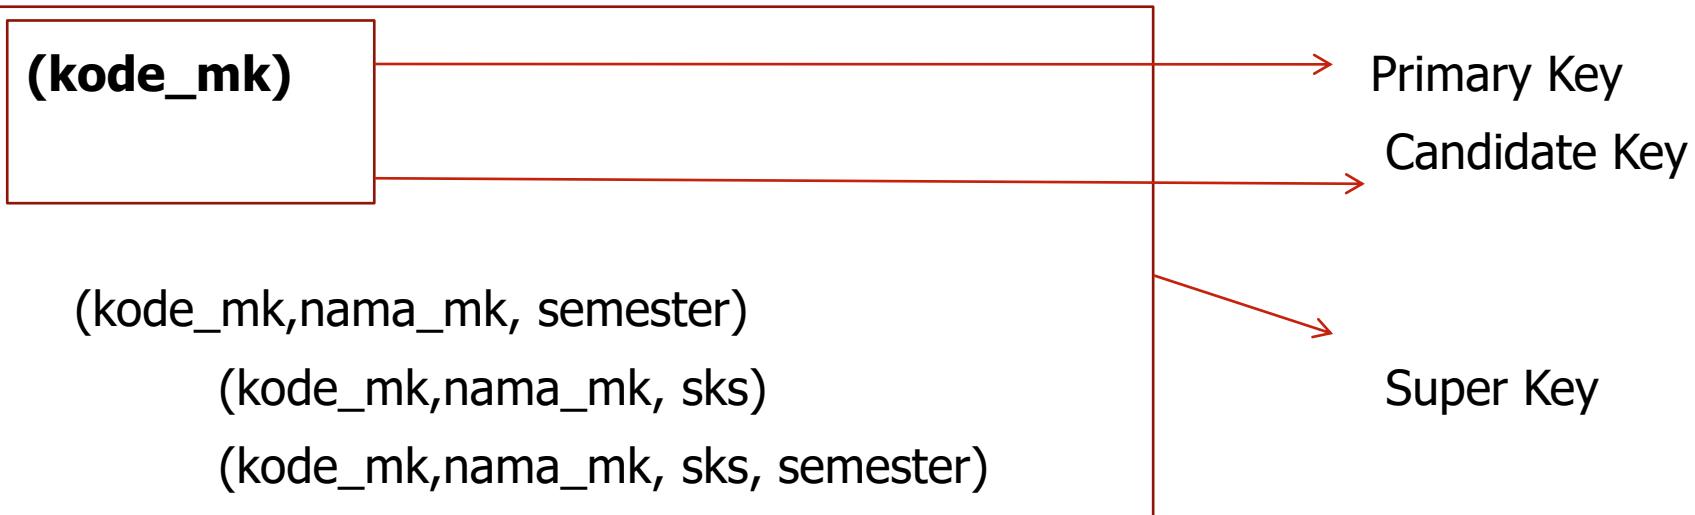 (kode_mk)
Primary Key
Candidate Key
(kode_mk,nama_mk, semester)
(kode_mk,nama_mk, sks)
Super Key
(kode_mk,nama_mk, sks, semester)